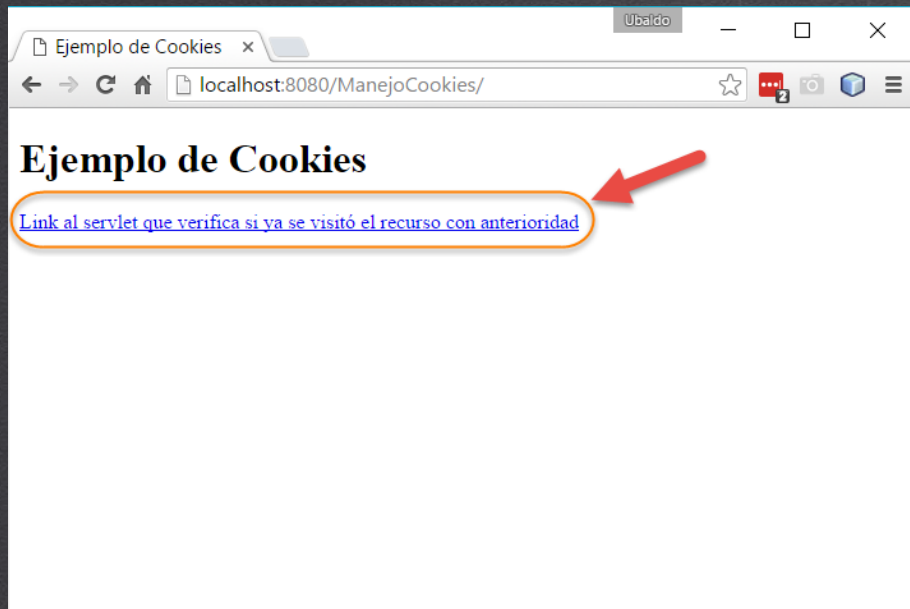 Ubaldo
Ejemplo de Cookies
localhost:8080/ManejoCookies/
2
Ejemplo de Cookies
Link al servlet que verifica si ya se visitó el recurso con anterioridad